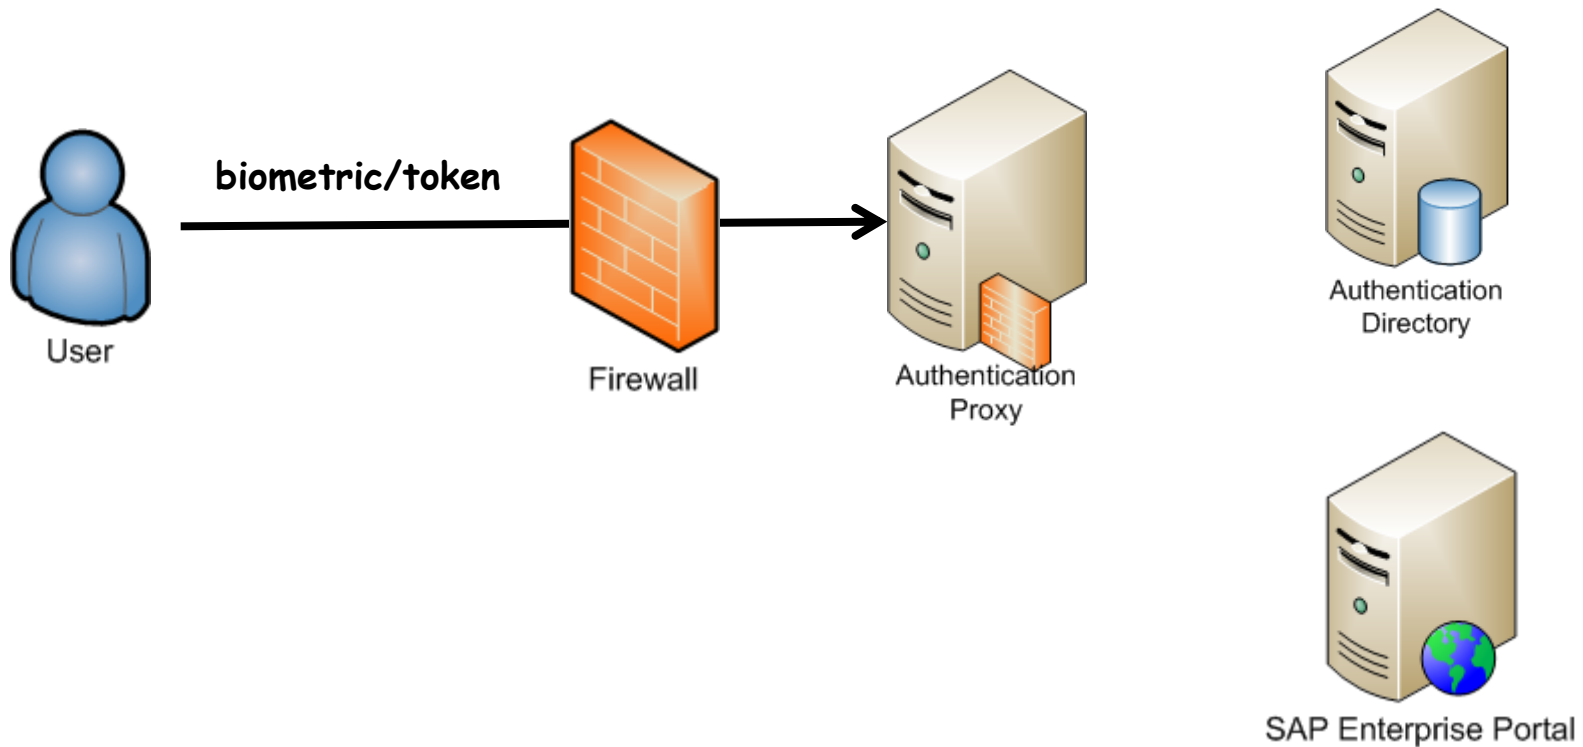 biometric/token
User
Firewall
Authentication
Proxy
Authentication
Directory
SAP Enterprise Portal